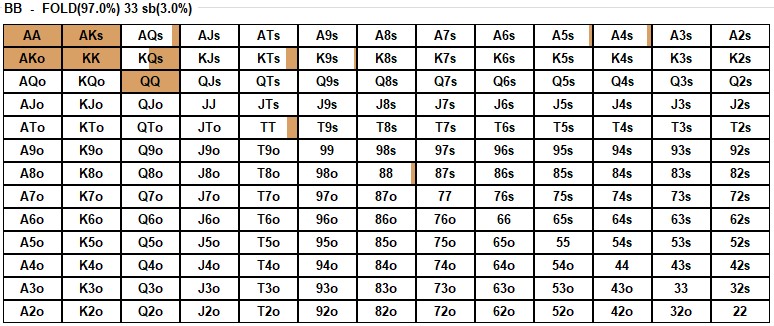 BB - FOLD(97.0%) 33 sb(3.0%)
AA AKs AQs AJs ATs A9s A8s A7s A6s A5s A4s A3s A2s
AKo KK KQs KJs KTs K9s K8s K7s K6s K5s K4s K3s K2s
AQo KQo QQ QJs QTs Q9s Q8s Q7s Q6s Q5s Q4s Q3s Q2s
AJo KJo QJo JJ JTs J9s J8s J7s J6s J5s J4s J3s J2s
ATo KTo QTo JTo TT T9s T8s T7s T6s T5s T4s T3s T2s
A9o K9o Q9o J9o T9o 99 98s 97s 96s 95s 94s 93s 92s
A8o K8o Q8o J8o T8o 98o 88 87s 86s 85s 84s 83s 82s
A7o K7o Q7o J7o T7o 97o 87o 77 76s 75s 74s 73s 72s
A6o K6o Q6o J6o T6o 96o 86o 76o 66 65s 64s 63s 62s
A5o K5o Q5o J5o T5o 95o 85o 75o 65o 55 54s 53s 52s
A4o K4o Q4o J4o T4o 94o 84o 74o 64o 54o 44 43s 42s
A3o K3o Q3o J3o T3o 93o 83o 73o 63o 53o 43o 33 32s
A2o K2o Q2o J2o T2o 92o 82o 72o 62o 52o 42o 32o 22